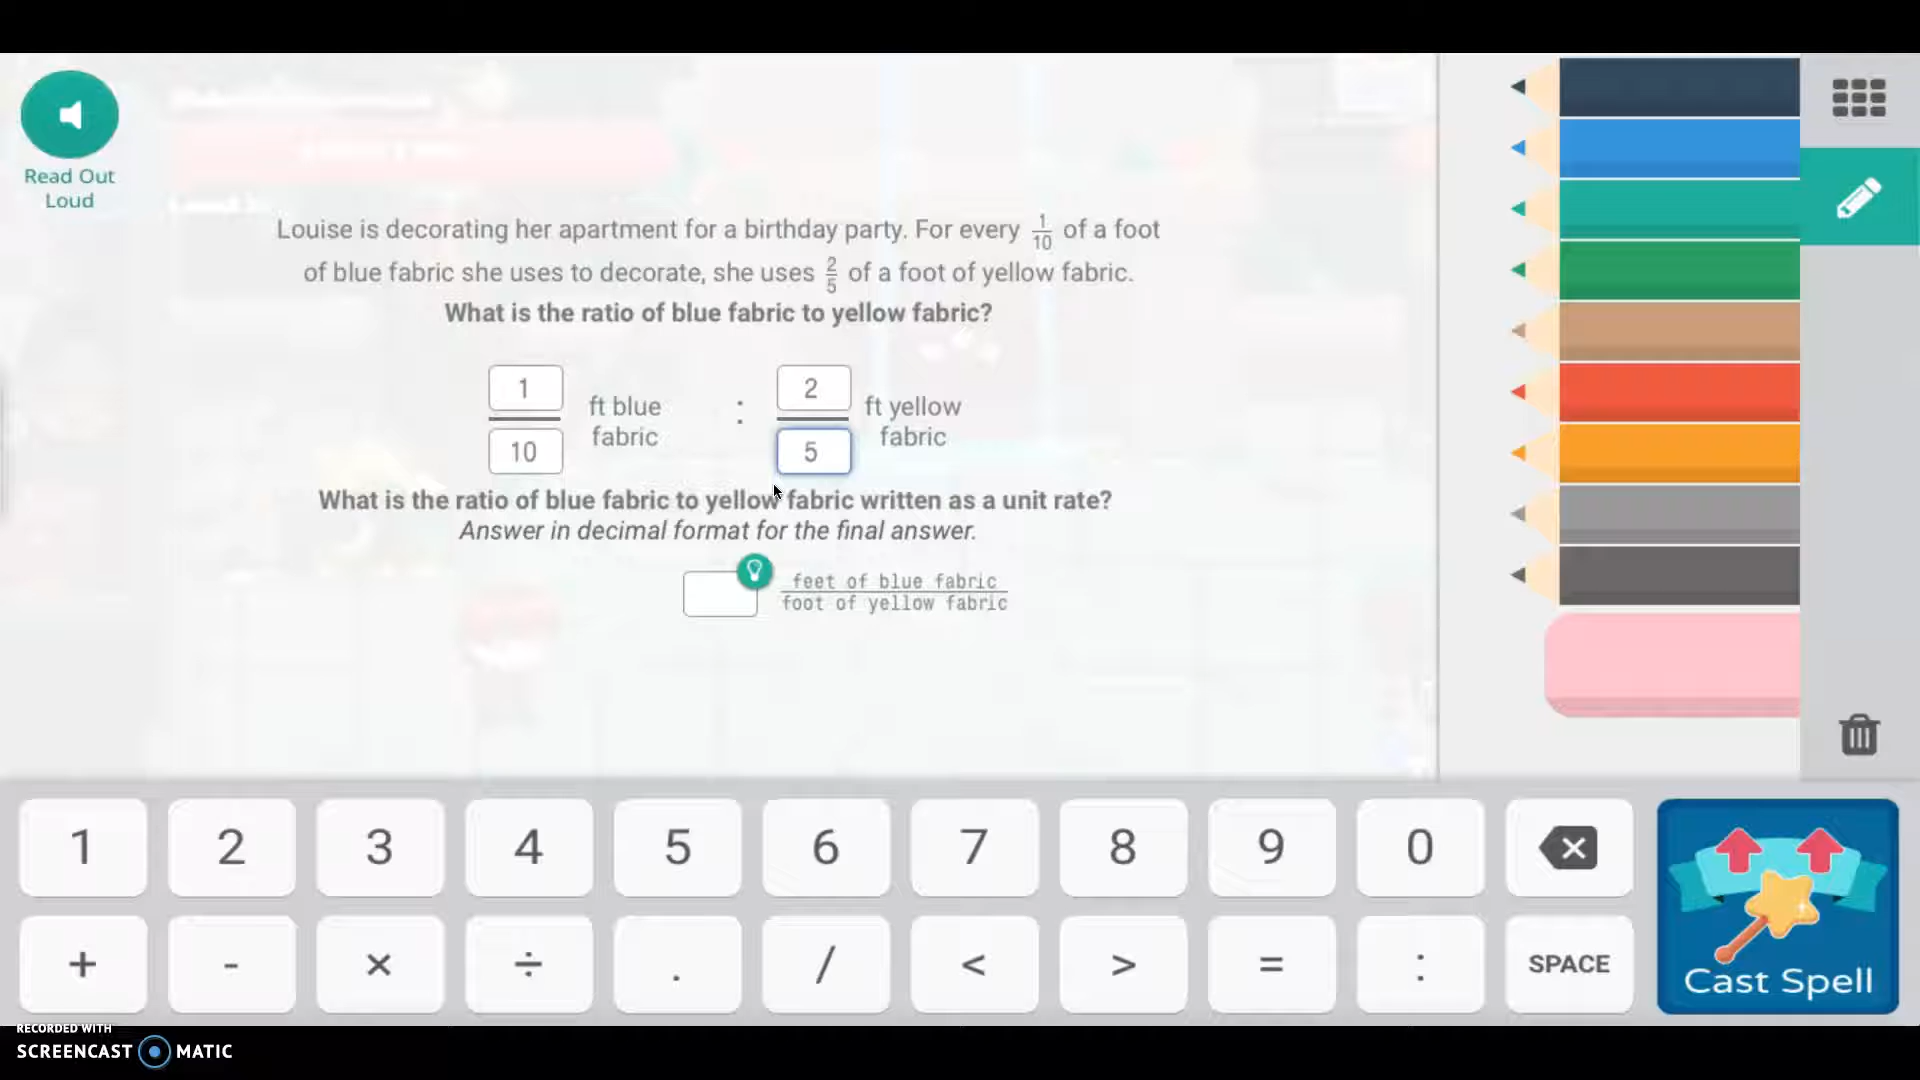 Read Out
Loud
Louise is decorating her apartment for a birthday party. For every 1/10 of a foot
of blue fabric she uses to decorate, she uses 2/5 of a foot of yellow fabric.
What is the ratio of blue fabric to yellow fabric?
1
10
ft blue
fabric
:
2
5
ft yellow
fabric
What is the ratio of blue fabric to yellow fabric written as a unit rate?
Answer in decimal format for the final answer.
feet of blue fabric
foot of yellow fabric
1 2 3 4 5 6 7 8 9 0
+ - × ÷ . / < > = : SPACE
Cast Spell
RECORDED WITH
SCREENCAST MATIC